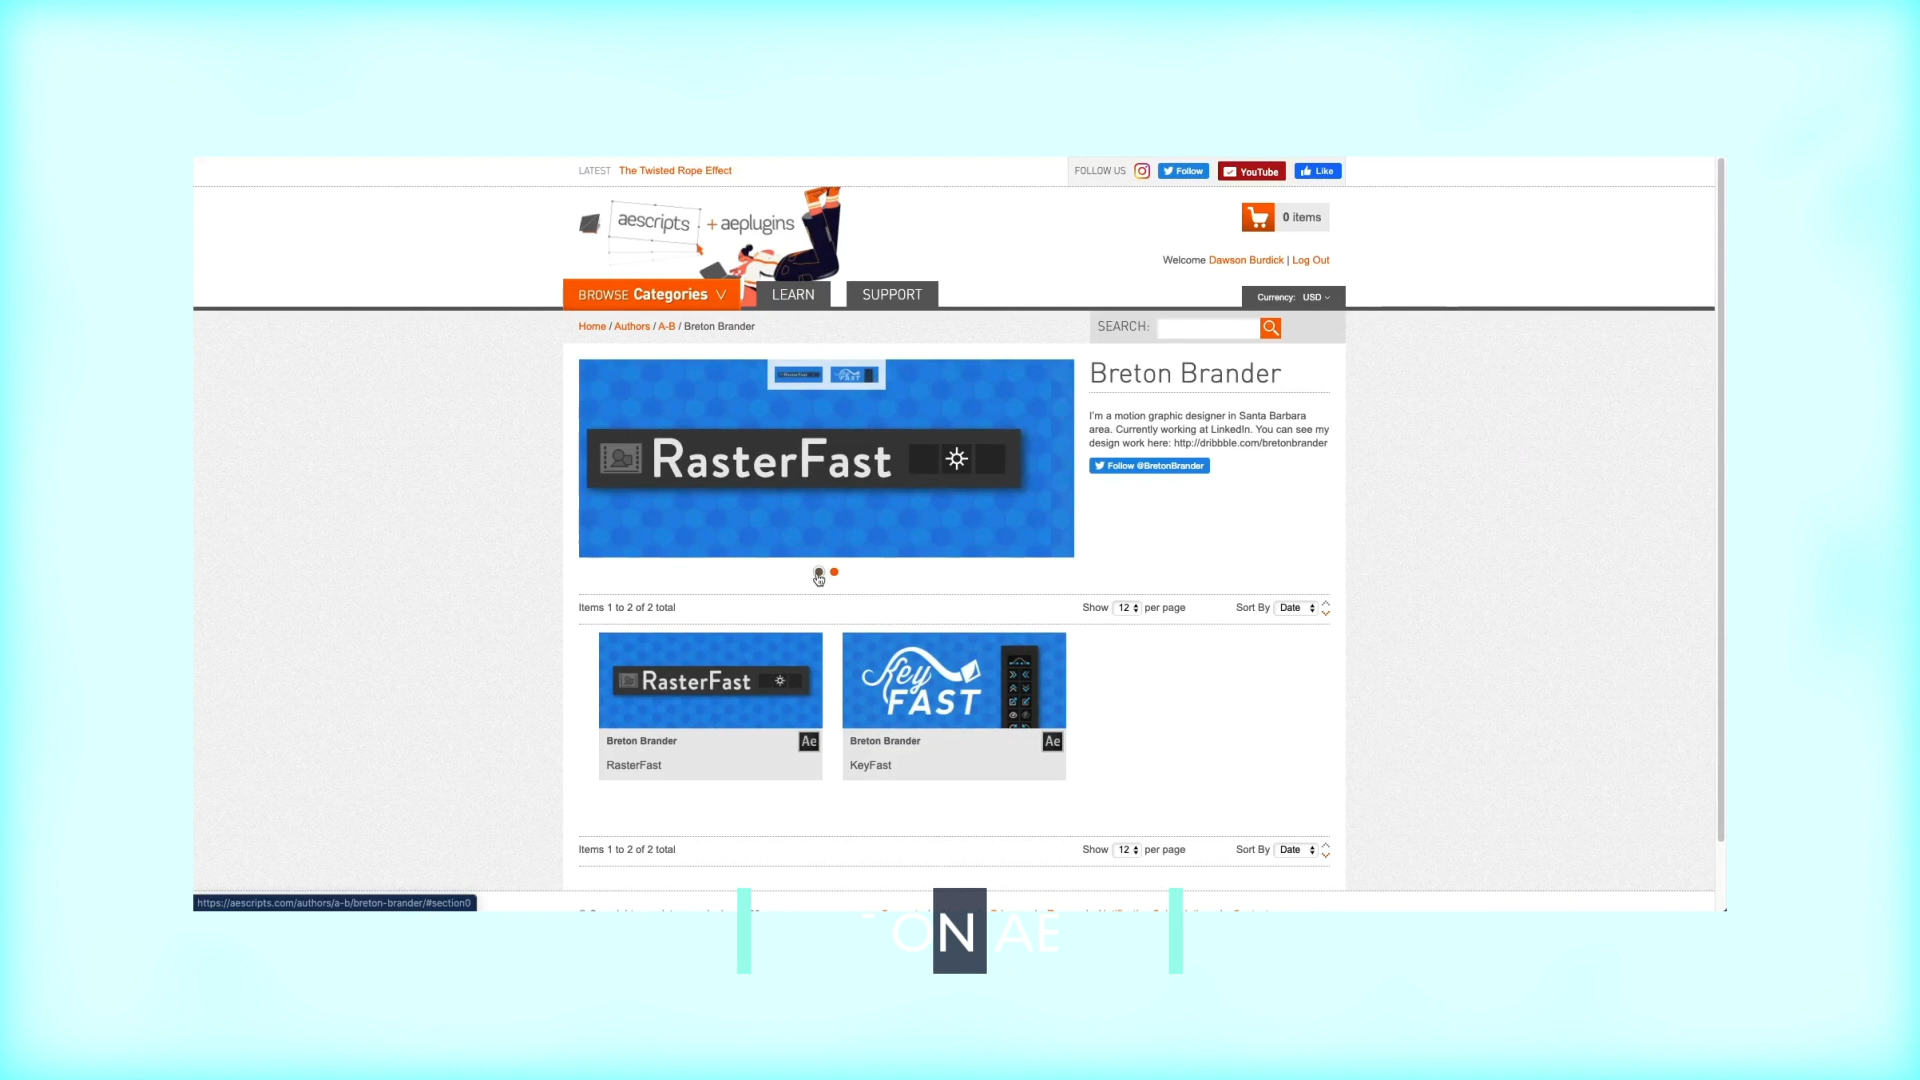 LATEST The Twisted Rope Effect
FOLLOW US Follow YouTube Like
aescripts + aeplugins
0 items
Welcome Dawson Burdick | Log Out
BROWSE Categories LEARN SUPPORT
Currency: USD
Home / Authors / A-B / Breton Brander
SEARCH:
RasterFast
Breton Brander
I'm a motion graphic designer in Santa Barbara
area. Currently working at LinkedIn. You can see my
design work here: http://dribbble.com/bretonbrander
Follow @BretonBrander
Items 1 to 2 of 2 total
Show 12 per page Sort By Date
RasterFast
Key FAST
Breton Brander Ae
RasterFast
Breton Brander Ae
KeyFast
Items 1 to 2 of 2 total
Show 12 per page Sort By Date
https://aescripts.com/authors/a-b/breton-brander/#section0
ON AE